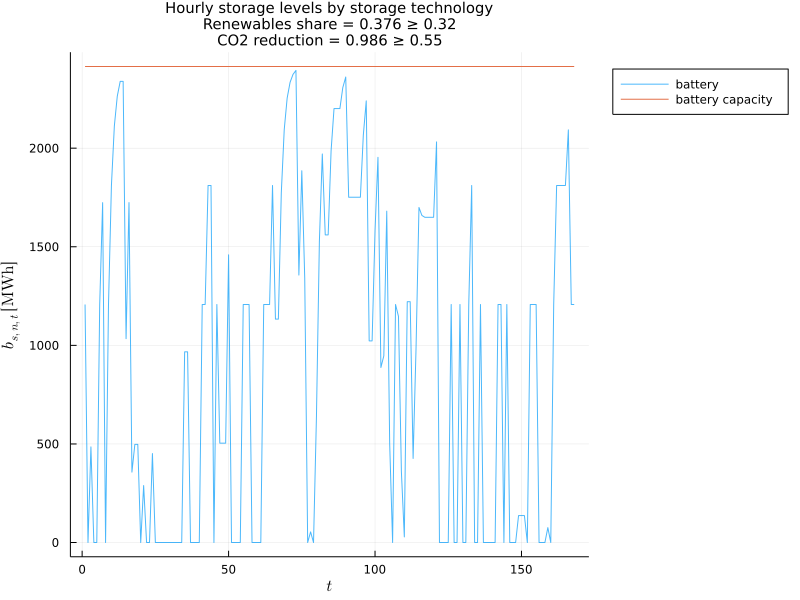 Hourly storage levels by storage technology
Renewables share = 0.376 ≥ 0.32
CO2 reduction = 0.986 ≥ 0.55
battery
battery capacity
b_{s, n, t} [MWh]
2000
1500
1000
500
0
0 50 100 150
t